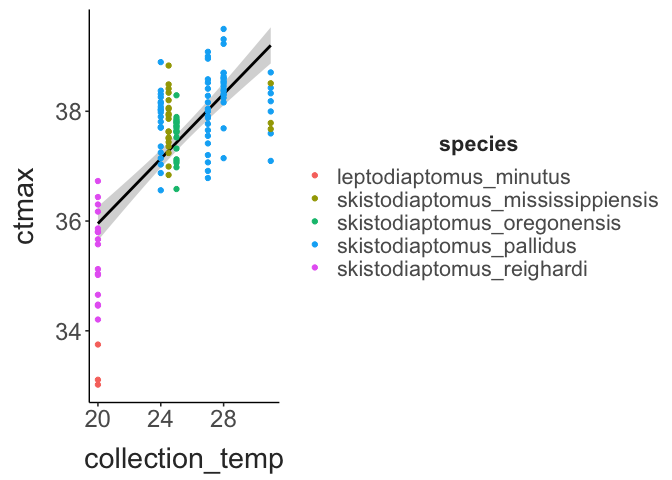 ctmax
38
36
34
20 24 28
collection_temp
species
leptodiaptomus_minutus
skistodiaptomus_mississippiensis
skistodiaptomus_oregonensis
skistodiaptomus_pallidus
skistodiaptomus_reighardi